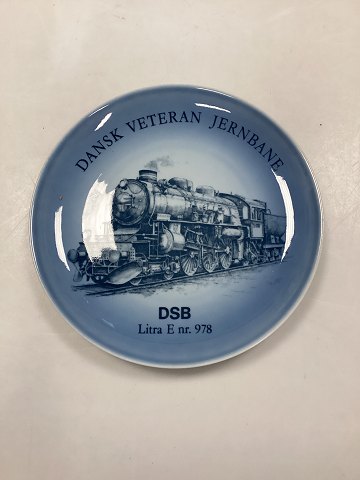 DANSK VETERAN JERNBANE
DSB
Litra E nr. 978